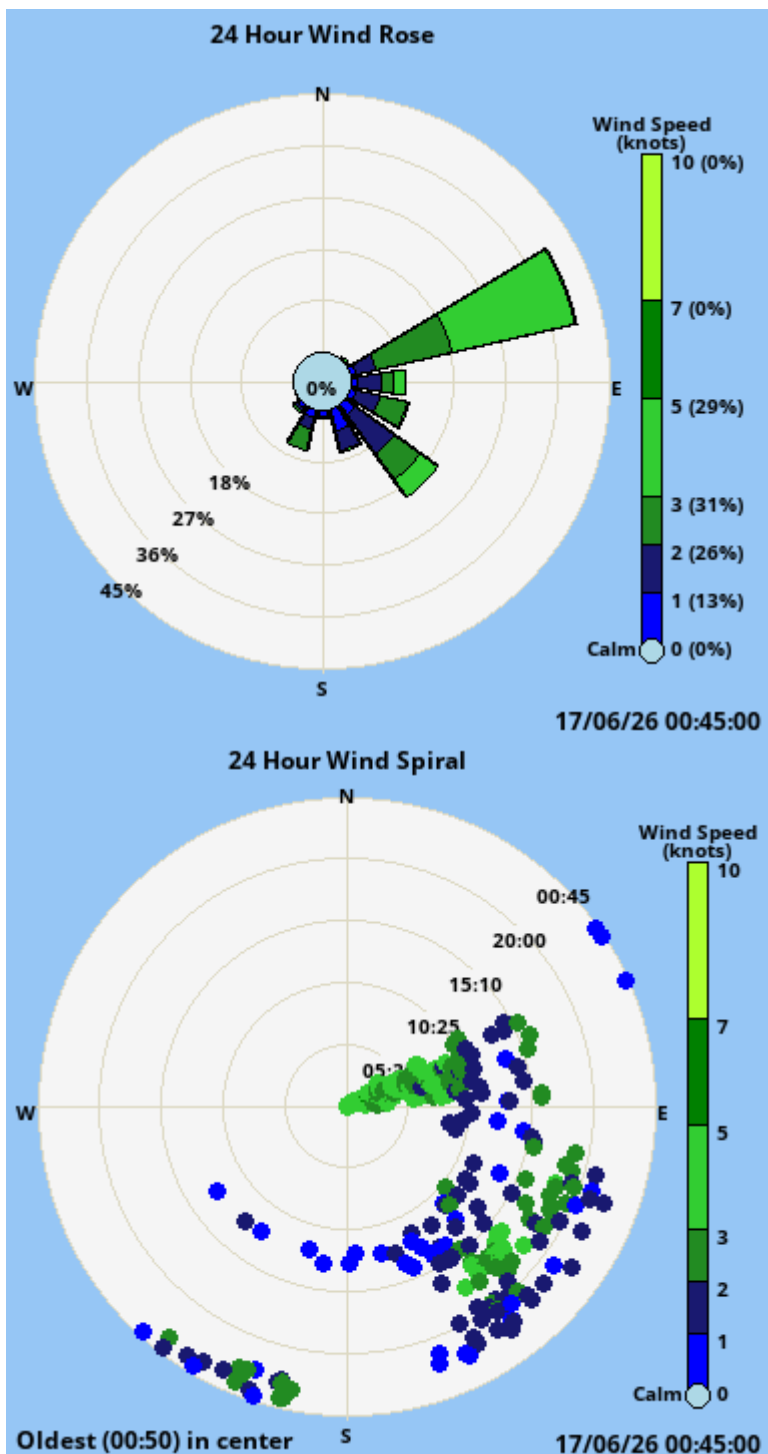 24 Hour Wind Rose
N
Wind Speed
(knots)
10 (0%)
7 (0%)
W
0%
E
5 (29%)
18%
3 (31%)
27%
2 (26%)
36%
1 (13%)
45%
Calm
0 (0%)
S
17/06/26 00:45:00
24 Hour Wind Spiral
N
Wind Speed
(knots)
10
00:45
20:00
15:10
7
10:25
W
E
5
3
2
1
Calm
0
S
Oldest (00:50) in center
17/06/26 00:45:00